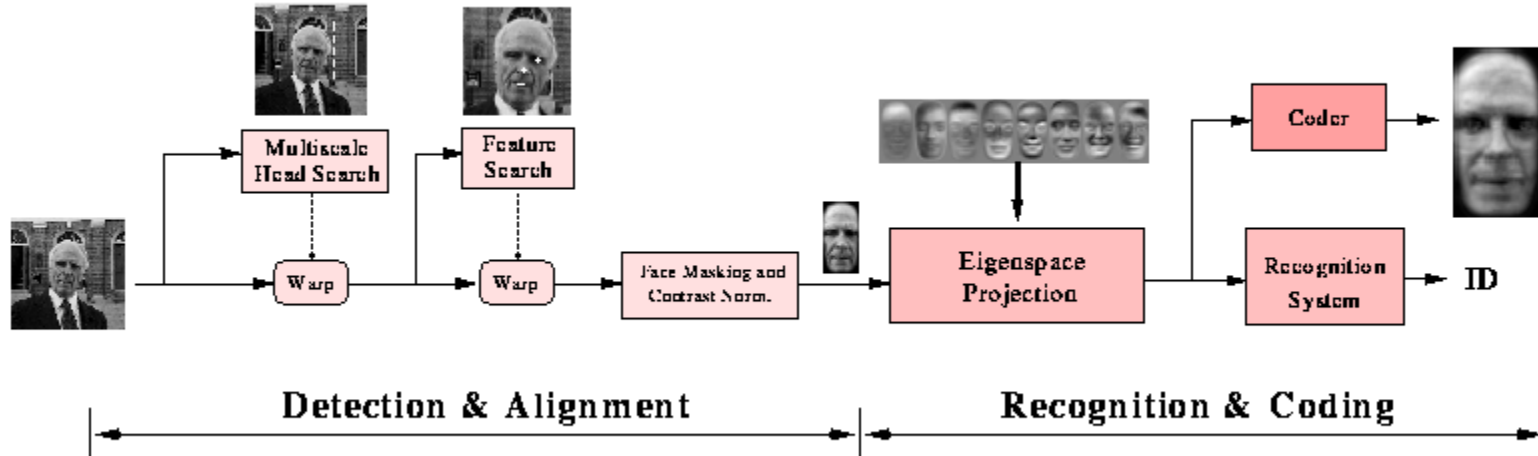 Multiscale
Head Search
Feature
Search
Coder
Warp
Warp
Face Masking and
Contrast Norm.
Eigenspace
Projection
Recognition
System
ID
Detection & Alignment
Recognition & Coding